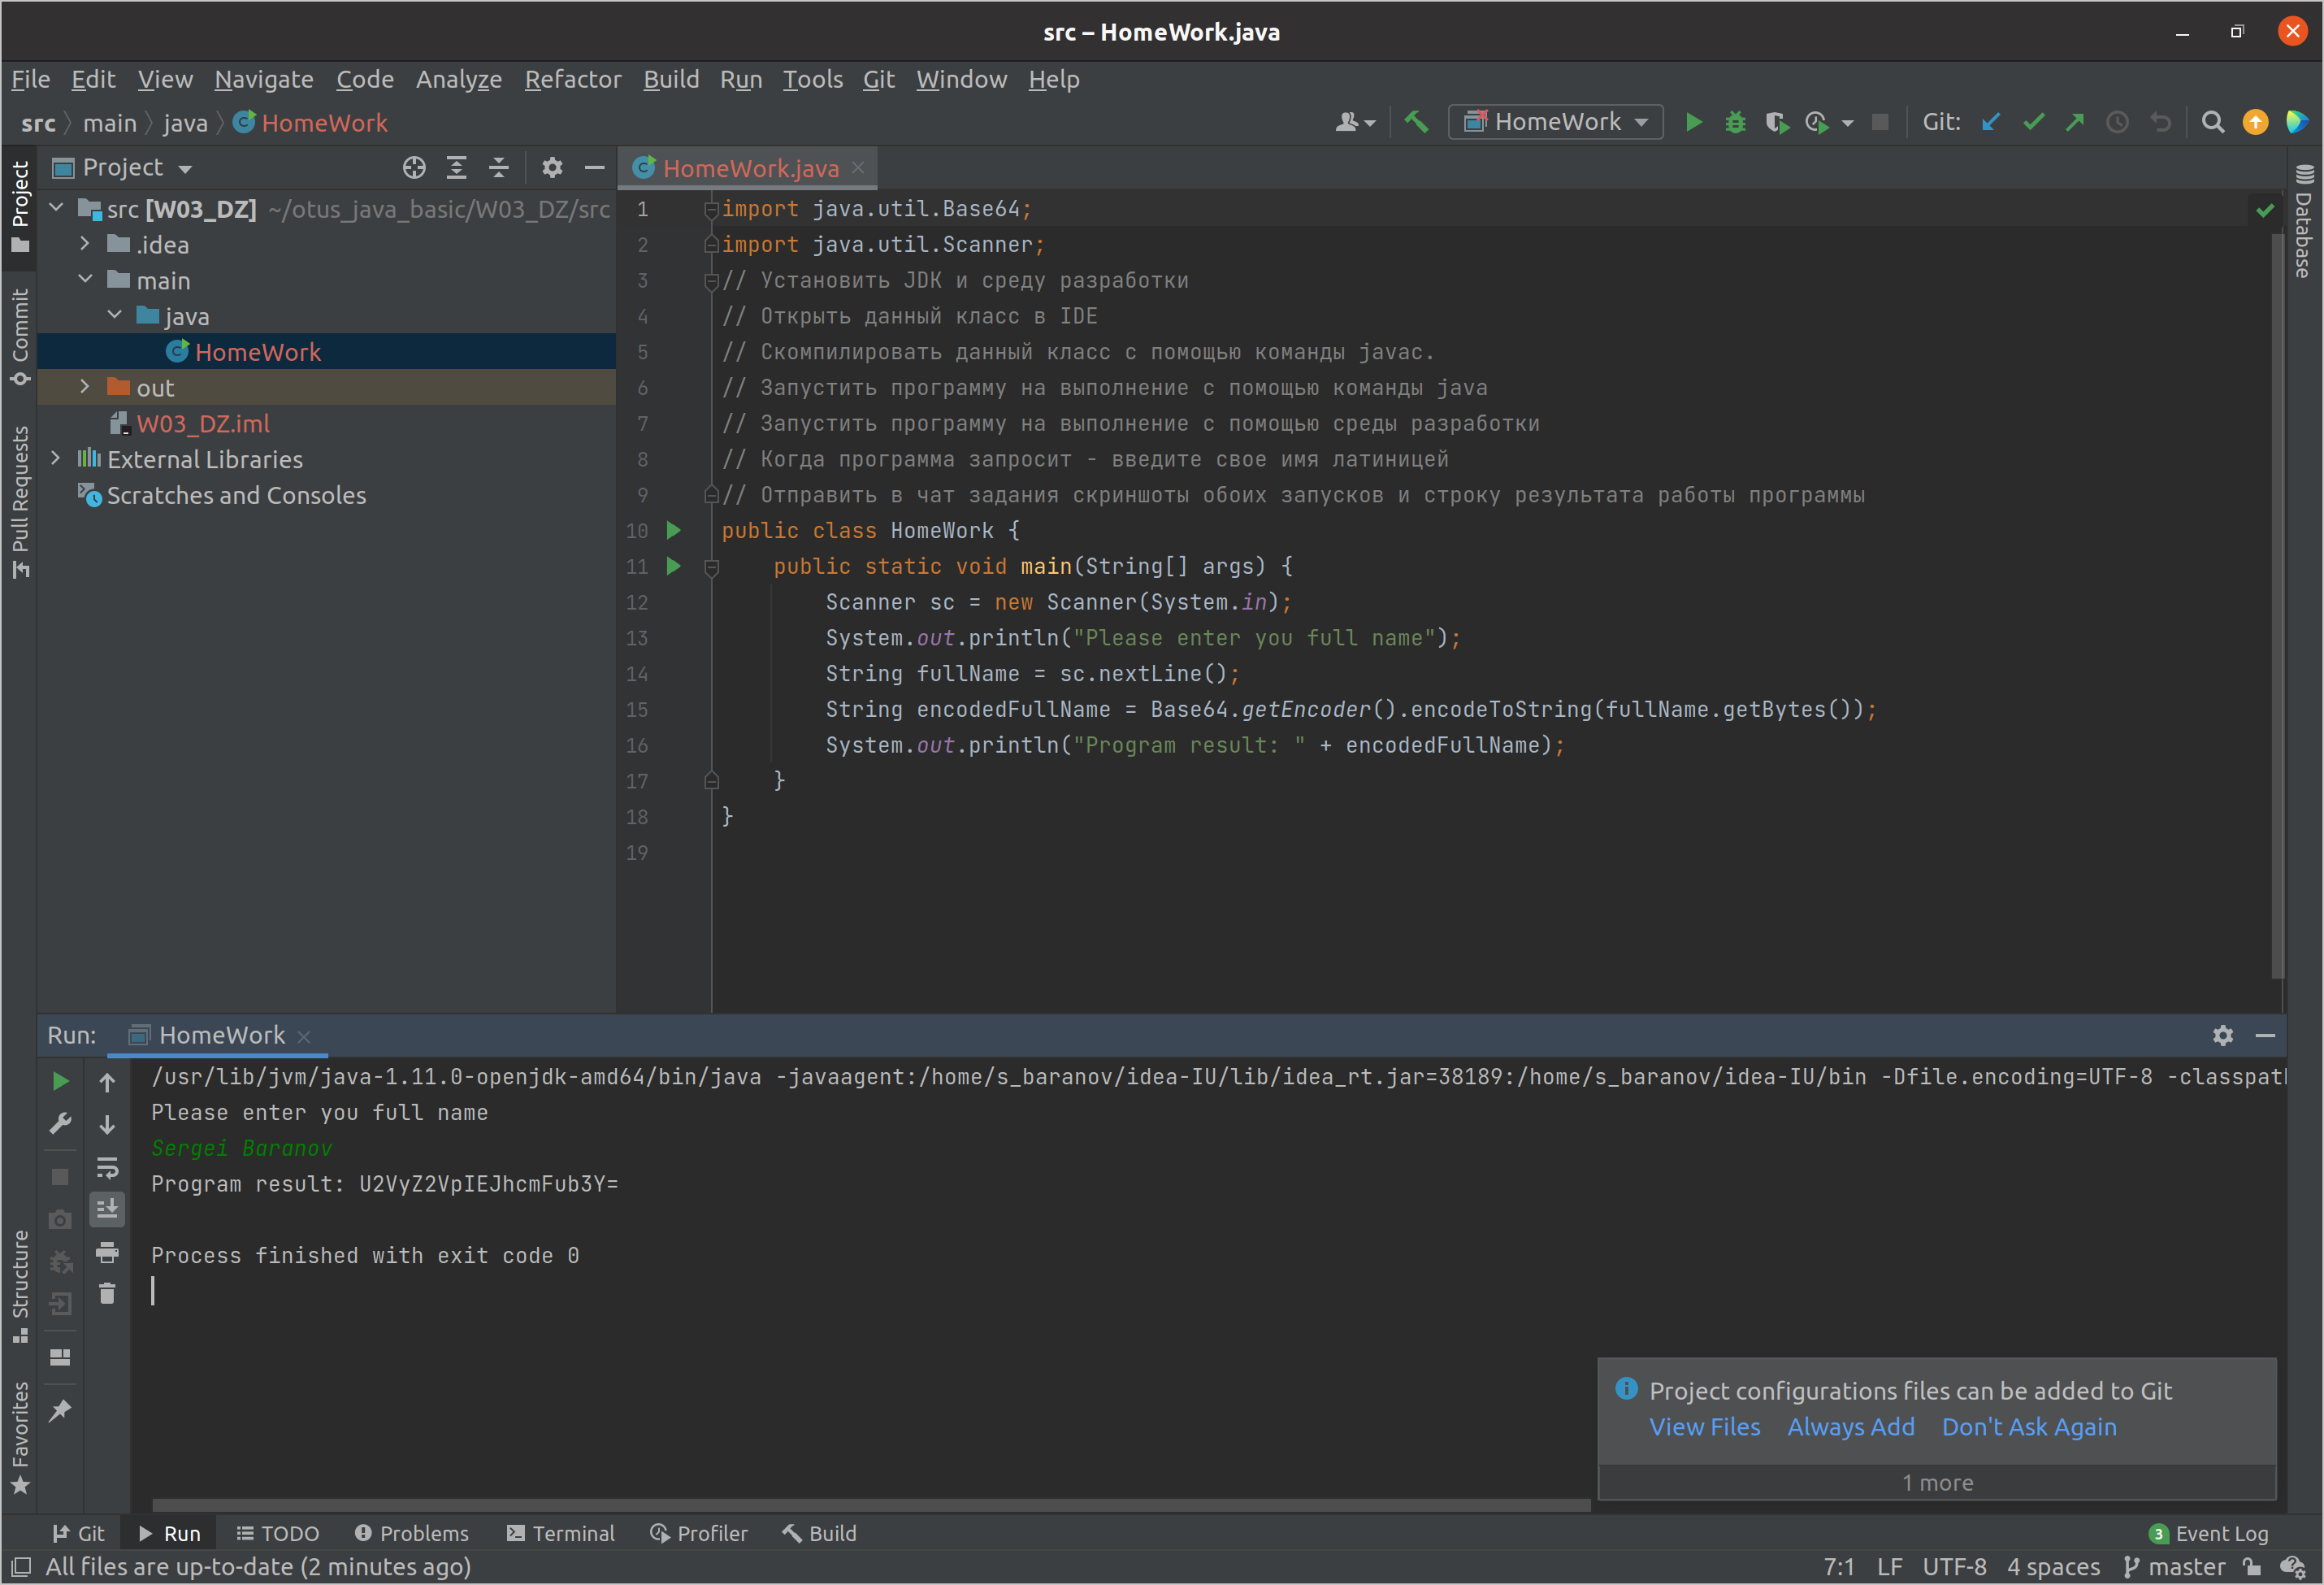 src – HomeWork.java
File Edit View Navigate Code Analyze Refactor Build Run Tools Git Window Help
src main java HomeWork
HomeWork Git:
Project
HomeWork.java
Project
Commit
Pull Requests
Structure
Favorites
Database
src [W03_DZ] ~/otus_java_basic/W03_DZ/src
.idea
main
java
HomeWork
out
W03_DZ.iml
External Libraries
Scratches and Consoles
1 import java.util.Base64;
2 import java.util.Scanner;
3 // Установить JDK и среду разработки
4 // Открыть данный класс в IDE
5 // Скомпилировать данный класс с помощью команды javac.
6 // Запустить программу на выполнение с помощью команды java
7 // Запустить программу на выполнение с помощью среды разработки
8 // Когда программа запросит - введите свое имя латиницей
9 // Отправить в чат задания скриншоты обоих запусков и строку результата работы программы
10 public class HomeWork {
11 public static void main(String[] args) {
12 Scanner sc = new Scanner(System.in);
13 System.out.println("Please enter you full name");
14 String fullName = sc.nextLine();
15 String encodedFullName = Base64.getEncoder().encodeToString(fullName.getBytes());
16 System.out.println("Program result: " + encodedFullName);
17 }
18 }
19
Run: HomeWork
/usr/lib/jvm/java-1.11.0-openjdk-amd64/bin/java -javaagent:/home/s_baranov/idea-IU/lib/idea_rt.jar=38189:/home/s_baranov/idea-IU/bin -Dfile.encoding=UTF-8 -classpath
Please enter you full name
Sergei Baranov
Program result: U2VyZ2VpIEJhcmFub3Y=
Process finished with exit code 0
Project configurations files can be added to Git
View Files Always Add Don't Ask Again
1 more
Git Run TODO Problems Terminal Profiler Build 3 Event Log
All files are up-to-date (2 minutes ago) 7:1 LF UTF-8 4 spaces master